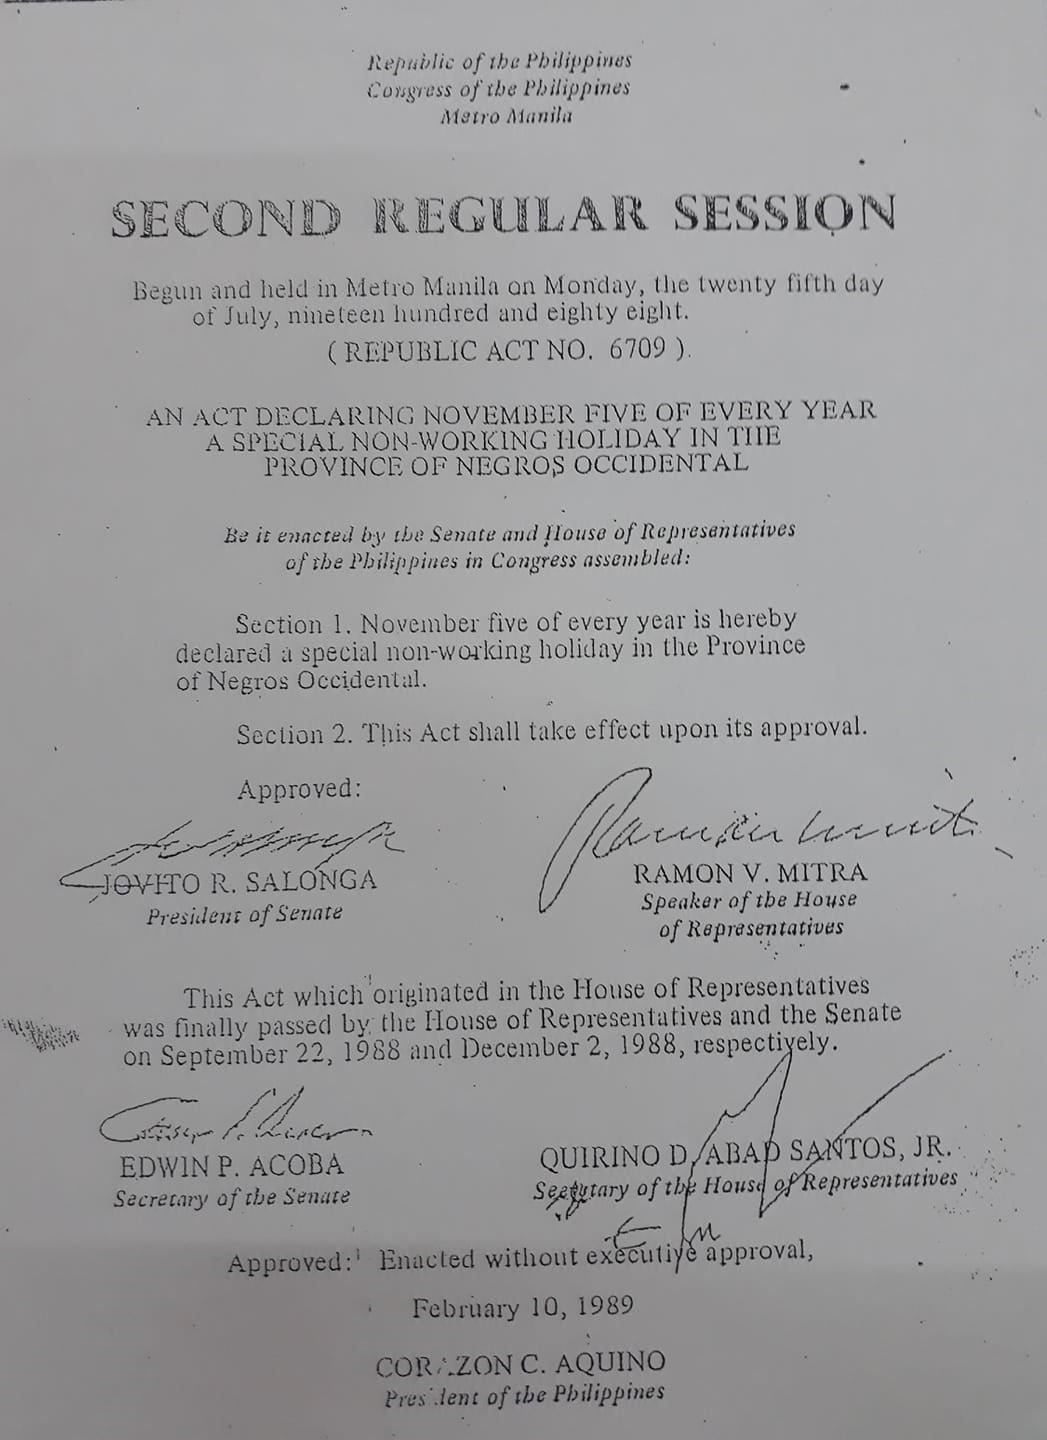 Republic of the Philippines
Congress of the Philippines
Metro Manila
SECOND REGULAR SESSION
Begun and held in Metro Manila on Monday, the twenty fifth day
of July, nineteen hundred and eighty eight.
( REPUBLIC ACT NO. 6709 ).
AN ACT DECLARING NOVEMBER FIVE OF EVERY YEAR
A SPECIAL NON-WORKING HOLIDAY IN THE
PROVINCE OF NEGROS OCCIDENTAL
Be it enacted by the Senate and House of Representatives
of the Philippines in Congress assembled:
Section 1. November five of every year is hereby
declared a special non-working holiday in the Province
of Negros Occidental.
Section 2. This Act shall take effect upon its approval.
Approved:
JOVITO R. SALONGA
President of Senate
RAMON V. MITRA
Speaker of the House
of Representatives
This Act which originated in the House of Representatives
was finally passed by the House of Representatives and the Senate
on September 22, 1988 and December 2, 1988, respectively.
EDWIN P. ACOBA
Secretary of the Senate
QUIRINO D. ABAD SANTOS, JR.
Secretary of the House of Representatives
Approved: Enacted without executive approval,
February 10, 1989
CORAZON C. AQUINO
President of the Philippines